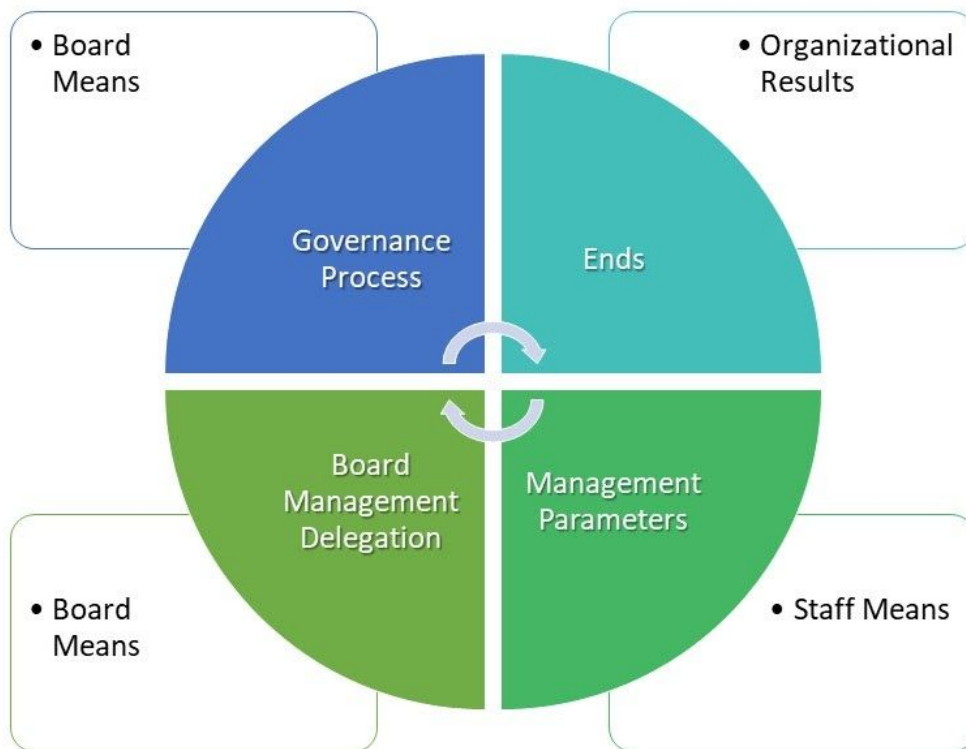 • Board
Means
• Organizational
Results
Governance
Process
Ends
Board
Management
Delegation
Management
Parameters
• Board
Means
• Staff Means